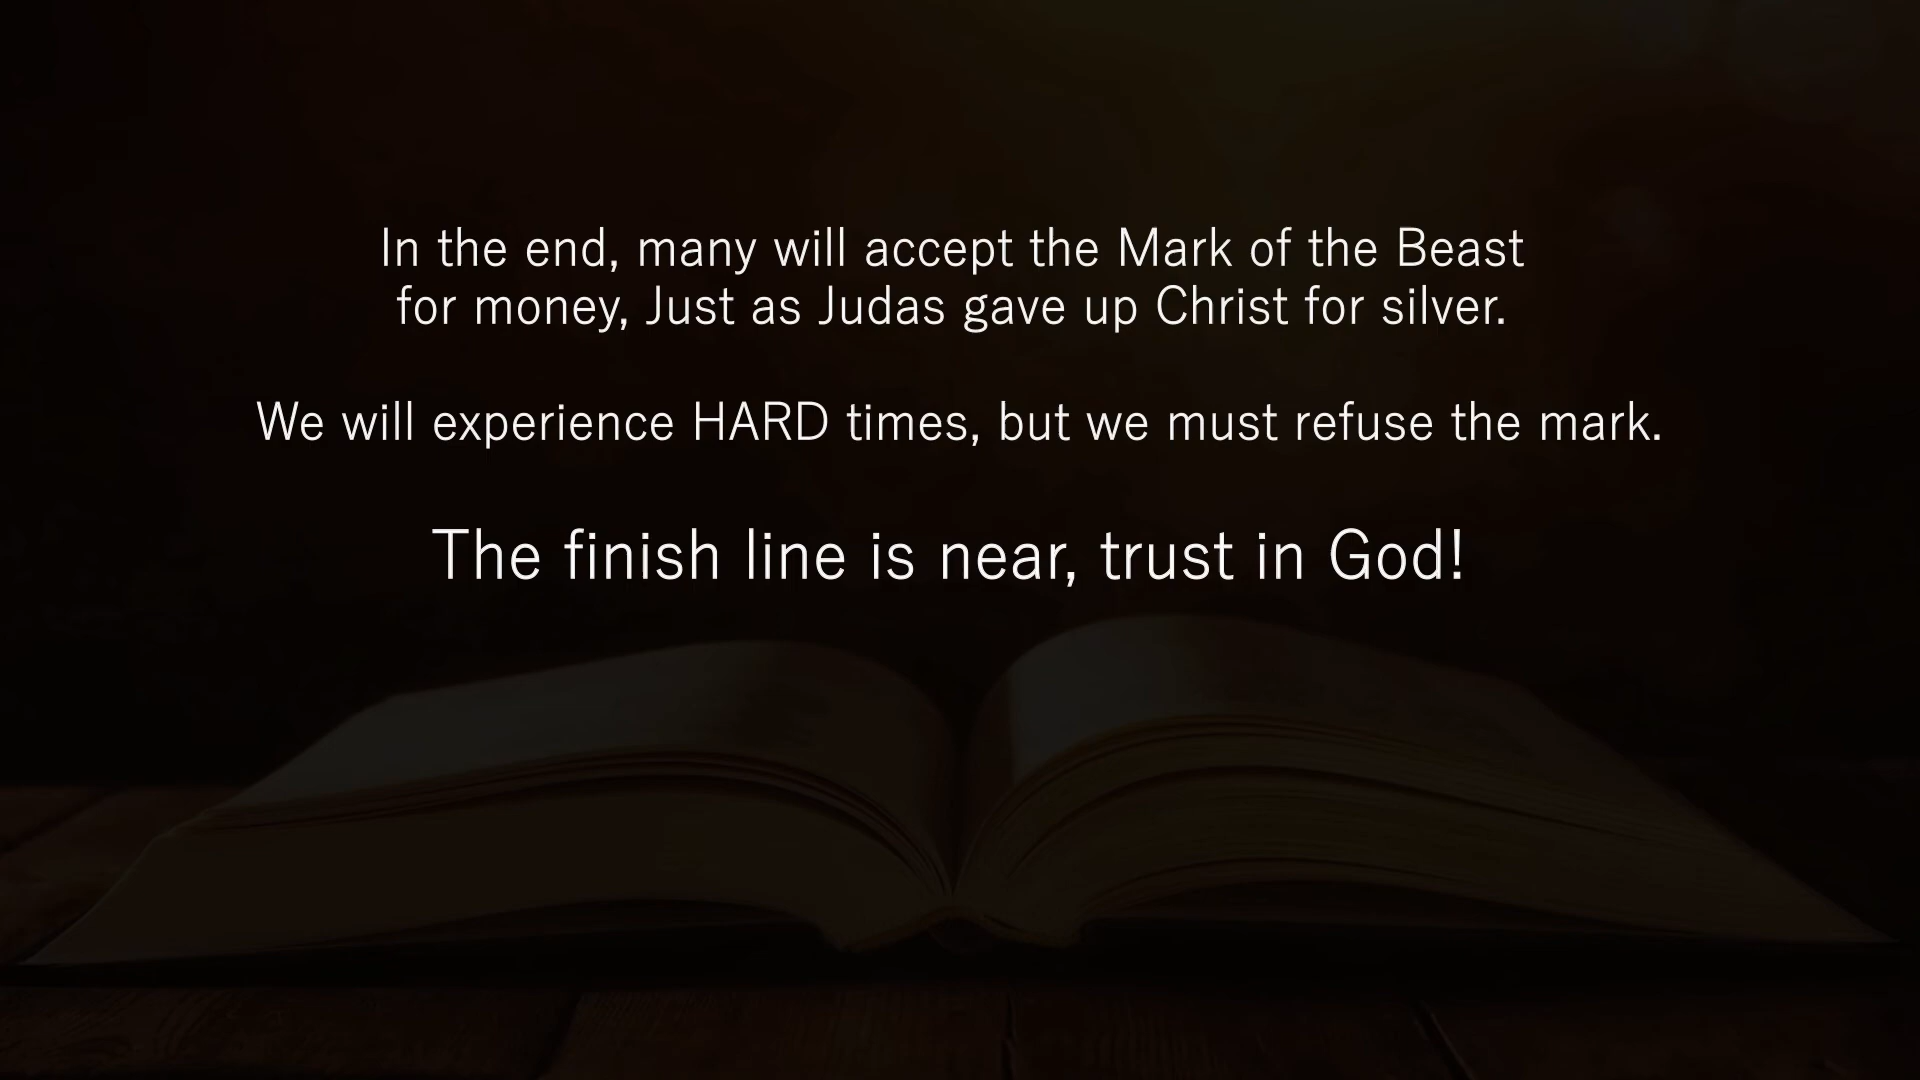 In the end, many will accept the Mark of the Beast
for money, Just as Judas gave up Christ for silver.
We will experience HARD times, but we must refuse the mark.
The finish line is near, trust in God!